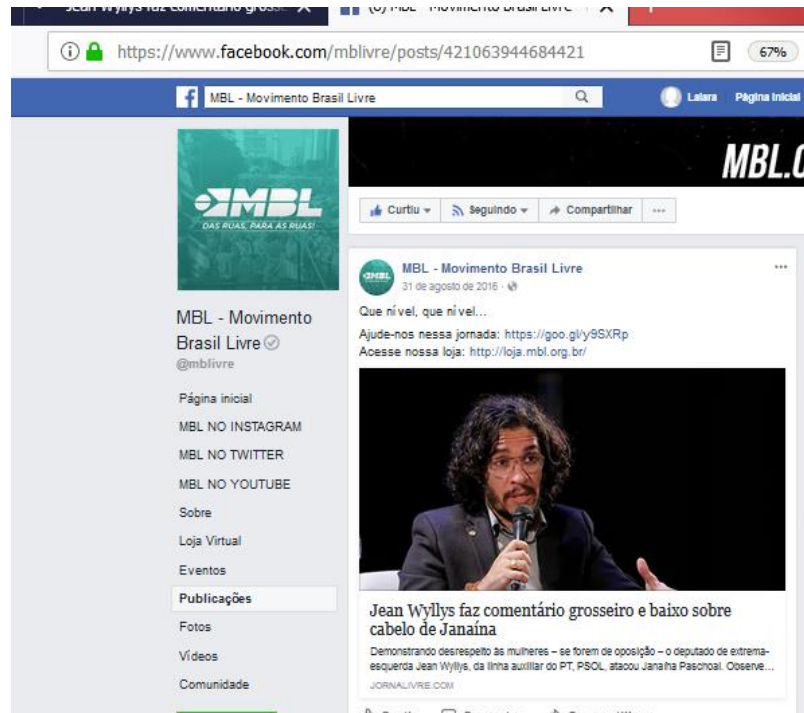 Jean Wyllys faz comentário grosse
(6) MBL - Movimento Brasil Livre
https://www.facebook.com/mblivre/posts/421063944684421
67%
MBL - Movimento Brasil Livre
Laiara
Página Inicial
MBL
DAS RUAS, PARA AS RUAS!
MBL - Movimento
Brasil Livre
@mblivre
Página inicial
MBL NO INSTAGRAM
MBL NO TWITTER
MBL NO YOUTUBE
Sobre
Loja Virtual
Eventos
Publicações
Fotos
Vídeos
Comunidade
MBL.
Curtiu
Seguindo
Compartilhar
MBL - Movimento Brasil Livre
31 de agosto de 2016
Que nível, que nível...
Ajude-nos nessa jornada: https://goo.gl/y9SXRp
Acesse nossa loja: http://loja.mbl.org.br/
Jean Wyllys faz comentário grosseiro e baixo sobre
cabelo de Janaína
Demonstrando desrespeito às mulheres – se forem de oposição – o deputado de extrema-
esquerda Jean Wyllys, da linha auxiliar do PT, PSOL, atacou Janaína Paschoal. Observe...
JORNALIVRE.COM